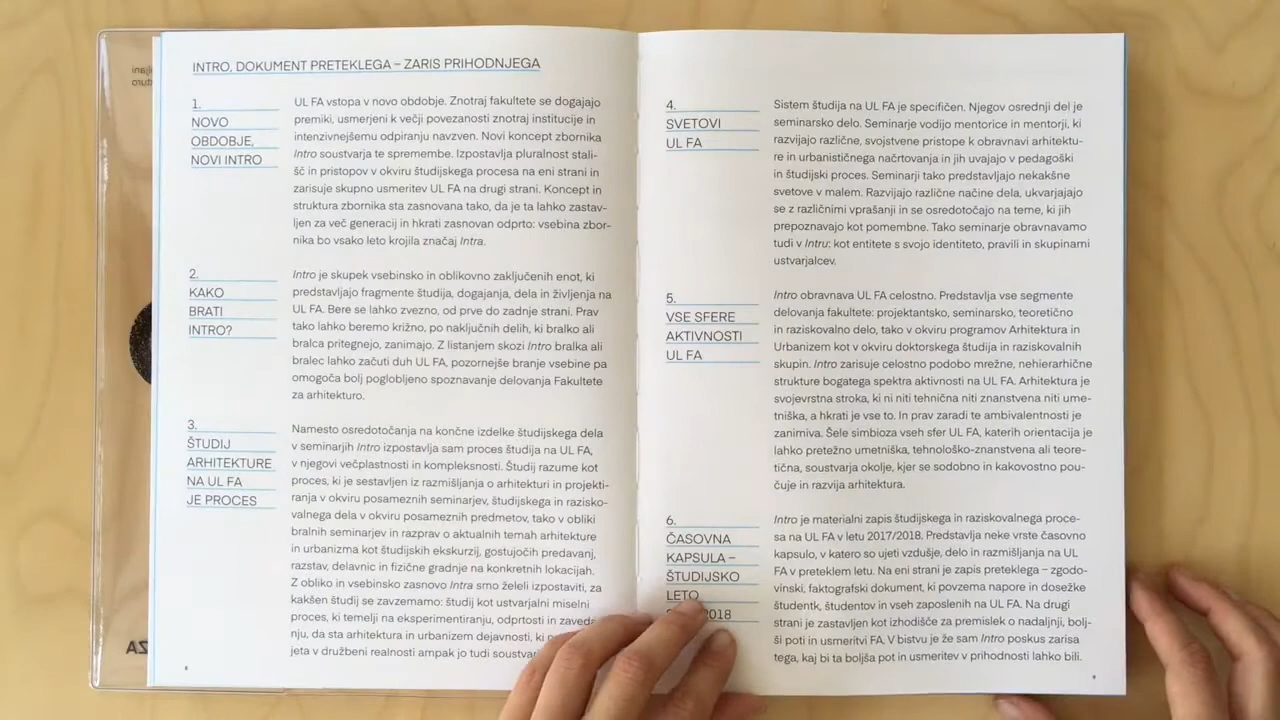 INTRO, DOKUMENT PRETEKLEGA – ZARIS PRIHODNJEGA
1.
NOVO
OBDOBJE,
NOVI INTRO
UL FA vstopa v novo obdobje. Znotraj fakultete se dogajajo
premiki, usmerjeni k večji povezanosti znotraj institucije in
intenzivnejšemu odpiranju navzven. Novi koncept zbornika
Intro soustvarja te spremembe. Izpostavlja pluralnost stali-
šč in pristopov v okviru študijskega procesa na eni strani in
zarisuje skupno usmeritev UL FA na drugi strani. Koncept in
struktura zbornika sta zasnovana tako, da je ta lahko zastav-
ljen za več generacij in hkrati zasnovan odprto: vsebina zbor-
nika bo vsako leto krojila značaj Intra.
2.
KAKO
BRATI
INTRO?
Intro je skupek vsebinsko in oblikovno zaključenih enot, ki
predstavljajo fragmente študija, dogajanja, dela in življenja na
UL FA. Bere se lahko zvezno, od prve do zadnje strani. Prav
tako lahko beremo križno, po naključnih delih, ki bralko ali
bralca pritegnejo, zanimajo. Z listanjem skozi Intro bralka ali
bralec lahko začuti duh UL FA, pozornejše branje vsebine pa
omogoča bolj poglobljeno spoznavanje delovanja Fakultete
za arhitekturo.
3.
ŠTUDIJ
ARHITEKTURE
NA UL FA
JE PROCES
Namesto osredotočanja na končne izdelke študijskega dela
v seminarjih Intro izpostavlja sam proces študija na UL FA,
v njegovi večplastnosti in kompleksnosti. Študij razume kot
proces, ki je sestavljen iz razmišljanja o arhitekturi in projekti-
ranja v okviru posameznih seminarjev, študijskega in razisko-
valnega dela v okviru posameznih predmetov, tako v obliki
bralnih seminarjev in razprav o aktualnih temah arhitekture
in urbanizma kot študijskih ekskurzij, gostujočih predavanj,
razstav, delavnic in fizične gradnje na konkretnih lokacijah.
Z obliko in vsebinsko zasnovo Intra smo želeli izpostaviti, za
kakšen študij se zavzemamo: študij kot ustvarjalni miselni
proces, ki temelji na eksperimentiranju, odprtosti in zaveda-
nju, da sta arhitektura in urbanizem dejavnosti, ki
jeta v družbeni realnosti ampak jo tudi
8
4.
SVETOVI
UL FA
Sistem študija na UL FA je specifičen. Njegov osrednji del je
seminarsko delo. Seminarje vodijo mentorice in mentorji, ki
razvijajo različne, svojstvene pristope k obravnavi arhitektu-
re in urbanističnega načrtovanja in jih uvajajo v pedagoški
in študijski proces. Seminarji tako predstavljajo nekakšne
svetove v malem. Razvijajo različne načine dela, ukvarjajajo
se z različnimi vprašanji in se osredotočajo na teme, ki jih
prepoznavajo kot pomembne. Tako seminarje obravnavamo
tudi v Intru: kot entitete s svojo identiteto, pravili in skupinami
ustvarjalcev.
5.
VSE SFERE
AKTIVNOSTI
UL FA
Intro obravnava UL FA celostno. Predstavlja vse segmente
delovanja fakultete: projektantsko, seminarsko, teoretično
in raziskovalno delo, tako v okviru programov Arhitektura in
Urbanizem kot v okviru doktorskega študija in raziskovalnih
skupin. Intro zarisuje celostno podobo mrežne, nehierarhične
strukture bogatega spektra aktivnosti na UL FA. Arhitektura je
svojevrstna stroka, ki ni niti tehnična niti znanstvena niti ume-
tniška, a hkrati je vse to. In prav zaradi te ambivalentnosti je
zanimiva. Šele simbioza vseh sfer UL FA, katerih orientacija je
lahko pretežno umetniška, tehnološko-znanstvena ali teore-
tična, soustvarja okolje, kjer se sodobno in kakovostno pou-
čuje in razvija arhitektura.
6.
ČASOVNA
KAPSULA –
ŠTUDIJSKO
LETO
2018
Intro je materialni zapis študijskega in raziskovalnega proce-
sa na UL FA v letu 2017/2018. Predstavlja neke vrste časovno
kapsulo, v katero so ujeti vzdušje, delo in razmišljanja na UL
FA v preteklem letu. Na eni strani je zapis preteklega – zgodo-
vinski, faktografski dokument, ki povzema napore in dosežke
študentk, študentov in vseh zaposlenih na UL FA. Na drugi
strani je zastavljen kot izhodišče za premislek o nadaljnji, bolj-
ši poti in usmeritvi FA. V bistvu je že sam Intro poskus zarisa
tega, kaj bi ta boljša pot in usmeritev v prihodnosti lahko bili.
9